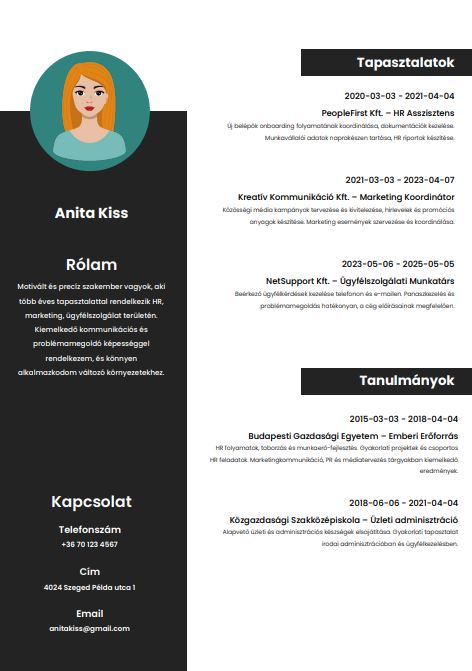 Anita Kiss
Rólam
Motivált és precíz szakember vagyok, aki
több éves tapasztalattal rendelkezik HR,
marketing, ügyfélszolgálat területén.
Kiemelkedő kommunikációs és
problémamegoldó képességgel
rendelkezem, és könnyen
alkalmazkodom változó környezetekhez.
Kapcsolat
Telefonszám
+36 70 123 4567
Cím
4024 Szeged Példa utca 1
Email
anitakiss@gmail.com
Tapasztalatok
2020-03-03 - 2021-04-04
PeopleFirst Kft. – HR Asszisztens
Új belépők onboarding folyamatának koordinálása, dokumentációk kezelése.
Munkavállalói adatok naprakészen tartása, HR riportok készítése.
2021-03-03 - 2023-04-07
Kreatív Kommunikáció Kft. – Marketing Koordinátor
Közösségi média kampányok tervezése és kivitelezése, hírlevelek és promóciós
anyagok készítése. Marketing események szervezése és koordinálása.
2023-05-06 - 2025-05-05
NetSupport Kft. – Ügyfélszolgálati Munkatárs
Beérkező ügyfélkérdések kezelése telefonon és e-mailen. Panaszkezelés és
problémamegoldás hatékonyan, a cég előírásainak megfelelően.
Tanulmányok
2015-03-03 - 2018-04-04
Budapesti Gazdasági Egyetem – Emberi Erőforrás
HR folyamatok, toborzás és munkaerő-fejlesztés. Gyakorlati projektek és csoportos
HR feladatok. Marketingkommunikáció, PR és médiatervezés tárgyakban kiemelkedő
eredmények.
2018-06-06 - 2021-04-04
Közgazdasági Szakközépiskola – Üzleti adminisztráció
Alapvető üzleti és adminisztrációs készségek elsajátítása. Gyakorlati tapasztalat
irodai adminisztrációban és ügyfélkezelésben.